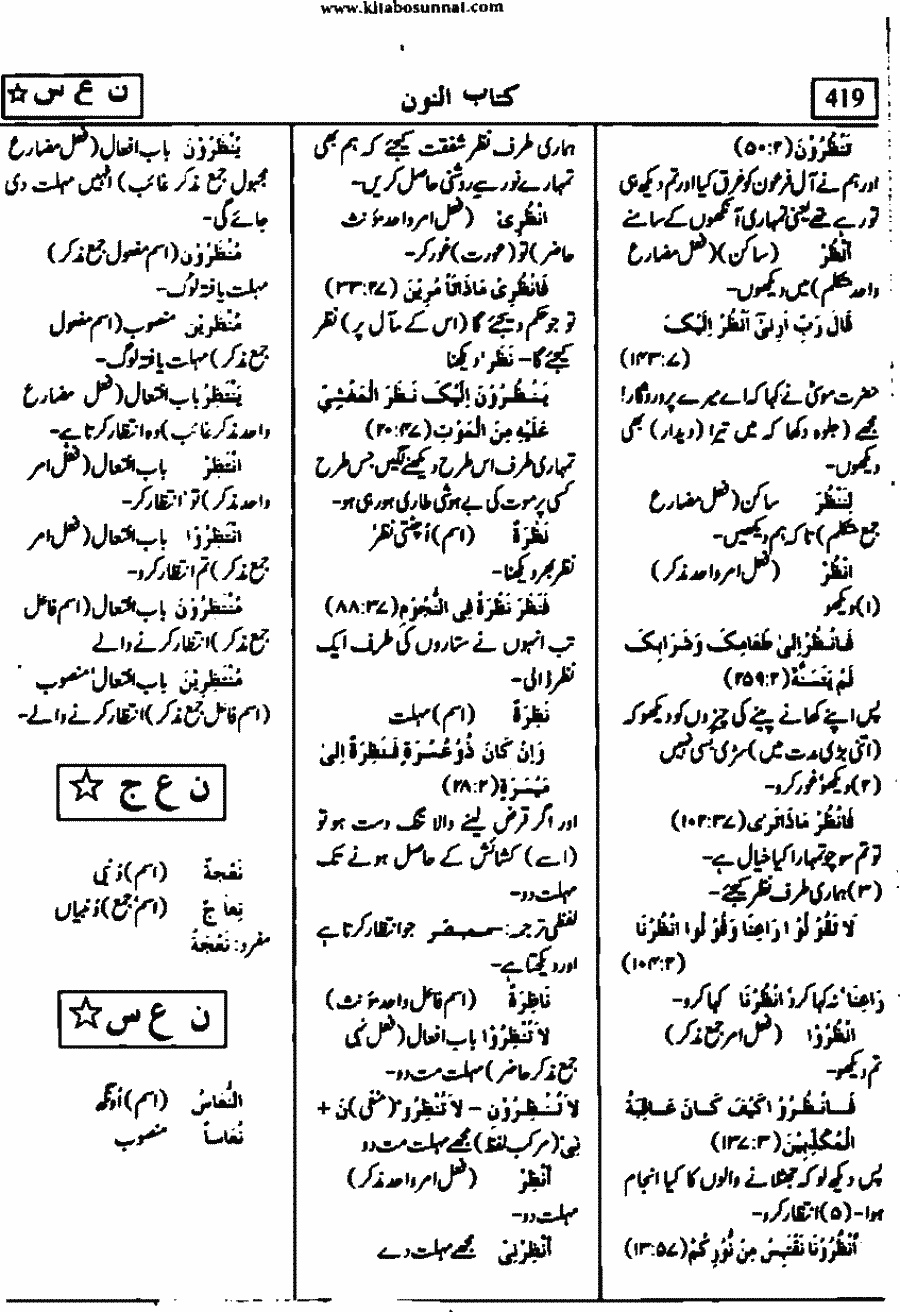 www.kitabosunnat.com
419
کتاب النون
ن ع س ☆
تَنْظُرُوْنَ (۵۰:۲)
اور ہم نے آل فرعون کو غرق کیا اور تم دیکھ ہی
تو رہے تھے یعنی تمہاری آنکھوں کے سامنے
اَنْظُرْ (ساکن) (فعل مضارع
واحد متکلم) میں دیکھوں۔
قَالَ رَبِّ اَرِنِیْٓ اَنْظُرْ اِلَیْکَ
(۱۴۳:۷)
حضرت موسیٰ نے کہا کہ اے میرے پروردگار!
مجھے (جلوہ دکھا کہ میں تیرا (دیدار) بھی
دیکھوں۔
لِنَنْظُرَ ساکن (فعل مضارع
جمع متکلم) تا کہ ہم دیکھیں۔
اُنْظُرْ (فعل امر واحد مذکر)
(۱) دیکھو
فَانْظُرْ اِلیٰ طَعَامِکَ وَشَرَابِکَ
لَمْ یَتَسَنَّهْ (۲۵۹:۲)
پس اپنے کھانے پینے کی چیزوں کو دیکھو کہ
(اتنی بڑی مدت میں) سڑی بسی نہیں
(۲) دیکھو غور کرو۔
فَانْظُرْ مَاذَا تَریٰ (۱۰۲:۳۷)
تو تم سوچو تمہارا کیا خیال ہے۔
(۳) ہماری طرف نظر کیجئے۔
لَا تَقُوْلُوْا رَاعِنَا وَقُوْلُوا انْظُرْنَا
(۱۰۴:۲)
رَاعِنَا نہ کہا کرو اُنْظُرْنَا کہا کرو۔
اُنْظُرُوْا (فعل امر جمع مذکر)
تم دیکھو۔
فَانْظُرُوْا کَیْفَ کَانَ عَاقِبَةُ
الْمُکَذِّبِیْنَ (۱۳۷:۳)
پس دیکھ لو کہ جھٹلانے والوں کا کیا انجام
ہوا۔ (۵) انتظار کرو۔
اُنْظُرُوْنَا نَقْتَبِسْ مِنْ نُّوْرِکُمْ (۱۳:۵۷)
ہماری طرف نظر شفقت کیجئے کہ ہم بھی
تمہارے نور سے روشنی حاصل کریں۔
اُنْظُرِیْ (فعل امر واحد مؤنث
حاضر) تو (عورت) غور کر۔
فَانْظُرِیْ مَاذَا تَاْمُرِیْنَ (۳۳:۲۷)
تو جو حکم دیجئے گا (اس کے مآل پر) نظر
کیجئے گا۔ نَظَرَ دیکھنا
یَنْظُرُوْنَ اِلَیْکَ نَظَرَ الْمَغْشِیِّ
عَلَیْهِ مِنَ الْمَوْتِ (۲۰:۴۷)
تمہاری طرف اس طرح دیکھنے لگیں جس طرح
کسی پر موت کی بے ہوشی طاری ہو رہی ہو۔
نَظْرَةً (اسم) اُچٹتی نظر
نظر بھر دیکھنا۔
فَنَظَرَ نَظْرَةً فِی النُّجُوْمِ (۸۸:۳۷)
تب انہوں نے ستاروں کی طرف ایک
نظر ڈالی۔
نَظِرَةٌ (اسم) مہلت
وَاِنْ کَانَ ذُوْ عُسْرَةٍ فَنَظِرَةٌ اِلیٰ
مَیْسَرَةٍ (۲۸:۲)
اور اگر قرض لینے والا تنگ دست ہو تو
(اسے) کشائش کے حاصل ہونے تک
مہلت دو۔
لفظی ترجمہ: جو انتظار کرتا ہے
اور دیکھتا ہے۔
نَاظِرَةٌ (اسم فاعل واحد مؤنث)
لَا تُنْظِرُوْا باب افعال (فعل نہی
جمع مذکر حاضر) مہلت مت دو۔
لَا تُنْظِرُوْنِ - لَا تُنْظِرُوْ (منفی) نَ +
نِیْ (مرکب لفظ) مجھے مہلت مت دو
اَنْظِرْ (فعل امر واحد مذکر)
مہلت دو۔
اَنْظِرْنِیْ مجھے مہلت دے
یُنْظَرُوْنَ باب افعال (فعل مضارع
مجہول جمع مذکر غائب) انہیں مہلت دی
جائے گی۔
مُنْظَرُوْنَ (اسم مفعول جمع مذکر)
مہلت یافتہ لوگ۔
مُنْظَرِیْنَ منصوب (اسم مفعول
جمع مذکر) مہلت یافتہ لوگ۔
یَنْتَظِرُ باب افتعال (فعل مضارع
واحد مذکر غائب) وہ انتظار کرتا ہے۔
اِنْتَظِرْ باب افتعال (فعل امر
واحد مذکر) تو انتظار کر۔
اِنْتَظِرُوْا باب افتعال (فعل امر
جمع مذکر) تم انتظار کرو۔
مُنْتَظِرُوْنَ باب افتعال (اسم فاعل
جمع مذکر) انتظار کرنے والے
مُنْتَظِرِیْنَ باب افتعال منصوب
(اسم فاعل جمع مذکر) انتظار کرنے والے۔
ن ع ج ☆
نَعْجَةٌ (اسم) دُنبی
نِعَاجٌ (اسم جمع) دُنبیاں
مفرد: نَعْجَةٌ
ن ع س ☆
النُّعَاسُ (اسم) اُونگھ
نُعَاساً منصوب